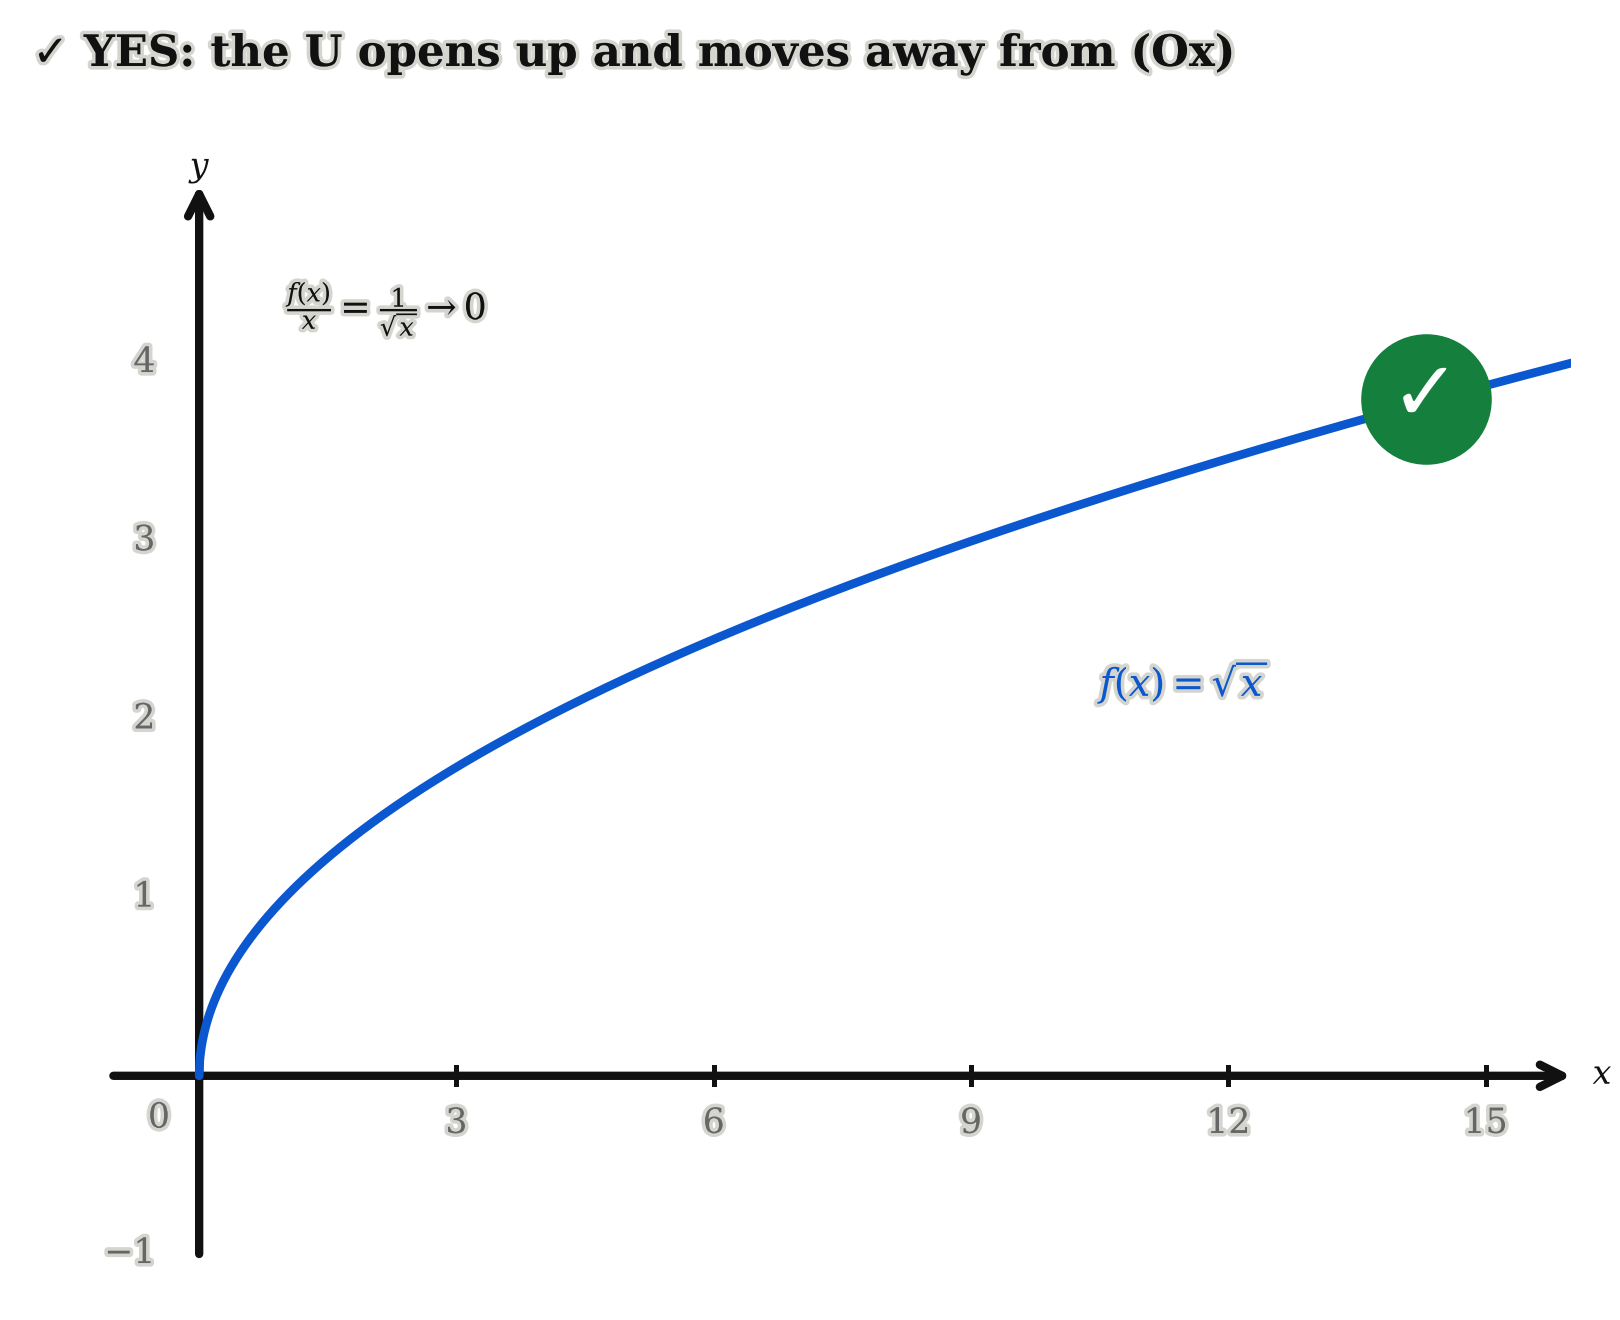 ✓ YES: the U opens up and moves away from (Ox)
y
f(x)/x = 1/√x → 0
4
✓
3
f(x) = √x
2
1
x
0 3 6 9 12 15
−1